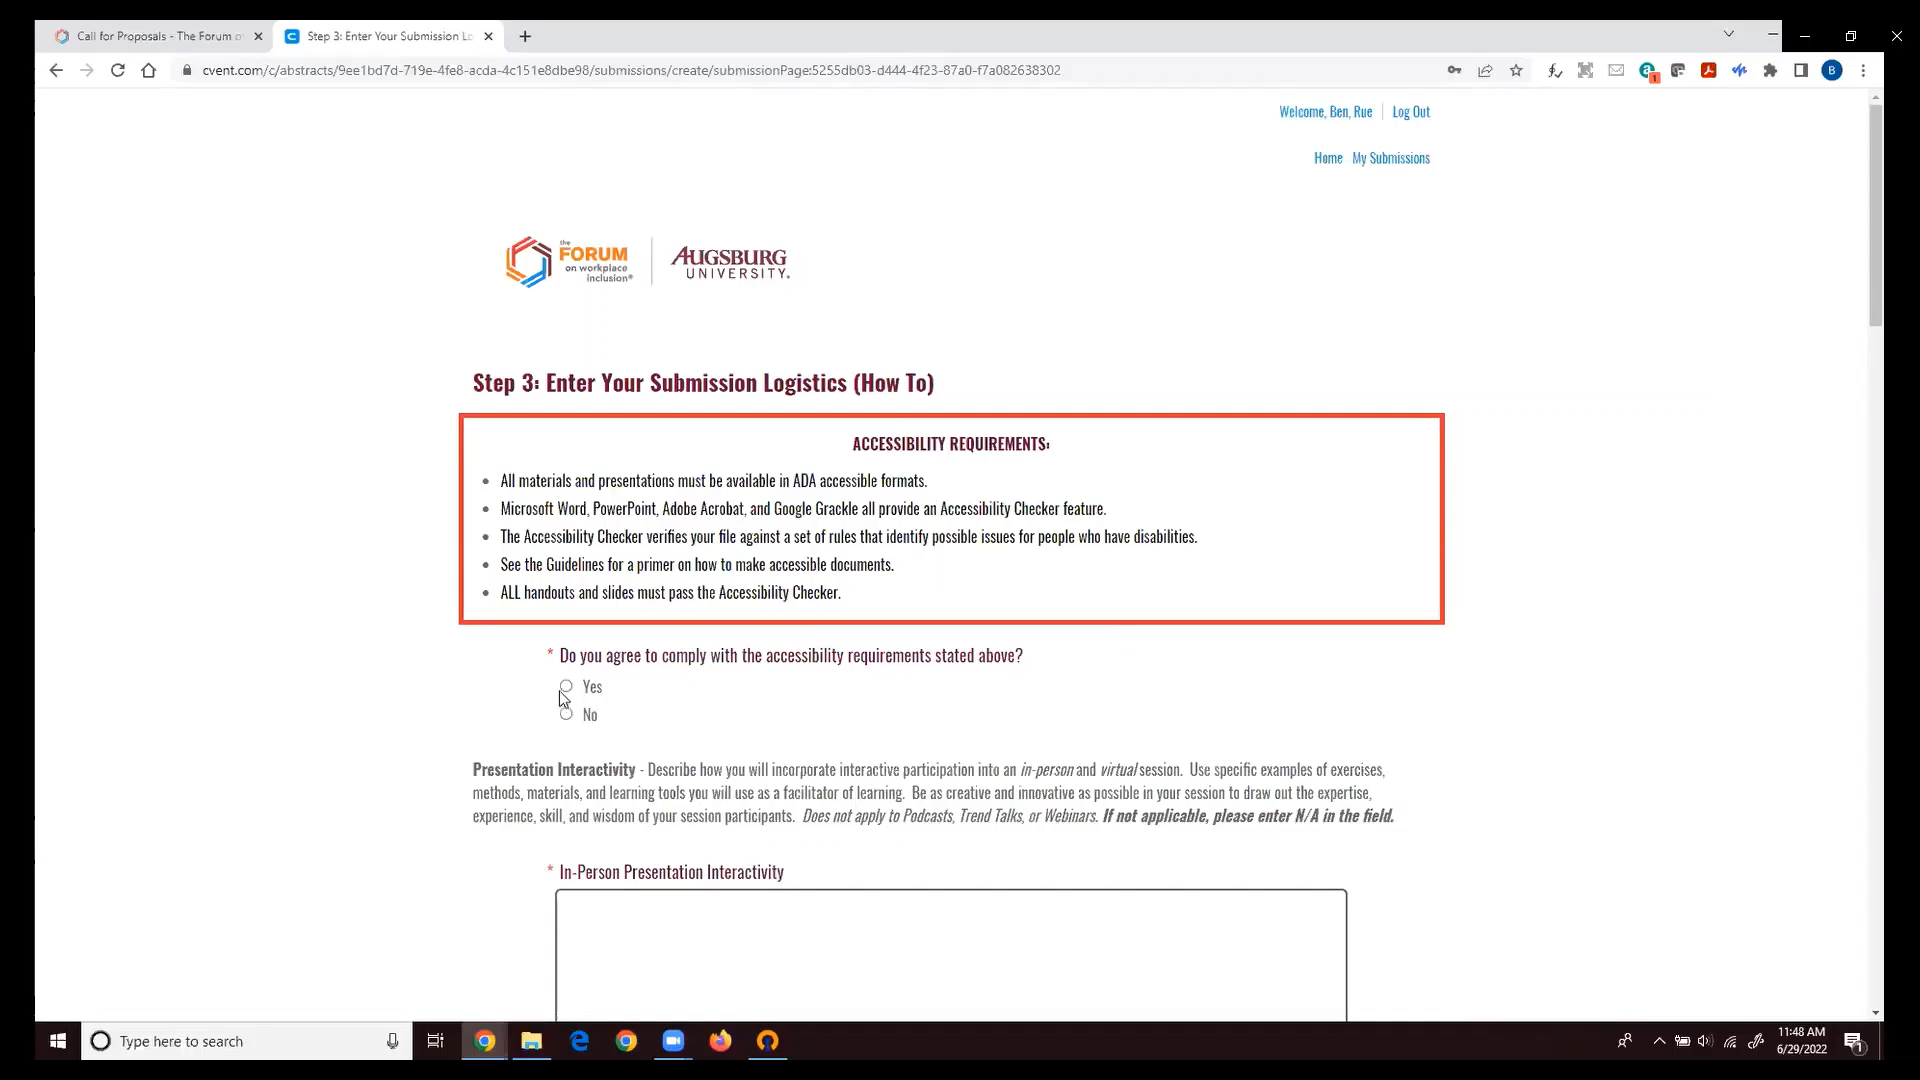 Call for Proposals - The Forum o
Step 3: Enter Your Submission Lo
cvent.com/c/abstracts/9ee1bd7d-719e-4fe8-acda-4c151e8dbe98/submissions/create/submissionPage:5255db03-d444-4f23-87a0-f7a082638302
1
B
Welcome, Ben, Rue
Log Out
Home My Submissions
the
FORUM
on workplace
inclusion®
AUGSBURG
UNIVERSITY.
Step 3: Enter Your Submission Logistics (How To)
ACCESSIBILITY REQUIREMENTS:
• All materials and presentations must be available in ADA accessible formats.
• Microsoft Word, PowerPoint, Adobe Acrobat, and Google Grackle all provide an Accessibility Checker feature.
• The Accessibility Checker verifies your file against a set of rules that identify possible issues for people who have disabilities.
• See the Guidelines for a primer on how to make accessible documents.
• ALL handouts and slides must pass the Accessibility Checker.
* Do you agree to comply with the accessibility requirements stated above?
Yes
No
Presentation Interactivity - Describe how you will incorporate interactive participation into an in-person and virtual session. Use specific examples of exercises,
methods, materials, and learning tools you will use as a facilitator of learning. Be as creative and innovative as possible in your session to draw out the expertise,
experience, skill, and wisdom of your session participants. Does not apply to Podcasts, Trend Talks, or Webinars. If not applicable, please enter N/A in the field.
* In-Person Presentation Interactivity
Type here to search
11:48 AM
6/29/2022
1